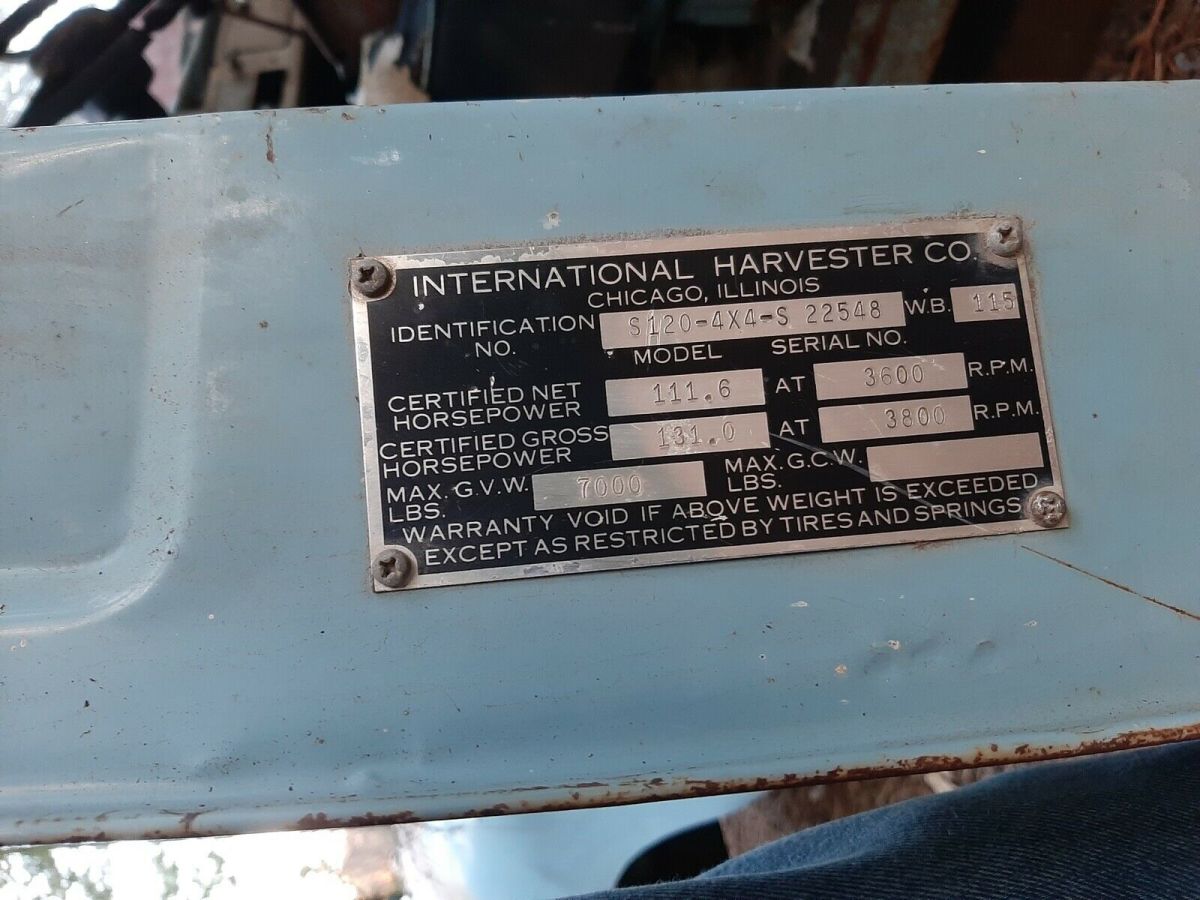 INTERNATIONAL HARVESTER CO.
CHICAGO, ILLINOIS
IDENTIFICATION NO. S120-4X4-S 22548 W.B. 115
MODEL SERIAL NO.
CERTIFIED NET HORSEPOWER 111.6 AT 3600 R.P.M.
CERTIFIED GROSS HORSEPOWER 131.0 AT 3800 R.P.M.
MAX. G.V.W. LBS. 7000 MAX. G.C.W. LBS.
WARRANTY VOID IF ABOVE WEIGHT IS EXCEEDED
EXCEPT AS RESTRICTED BY TIRES AND SPRINGS